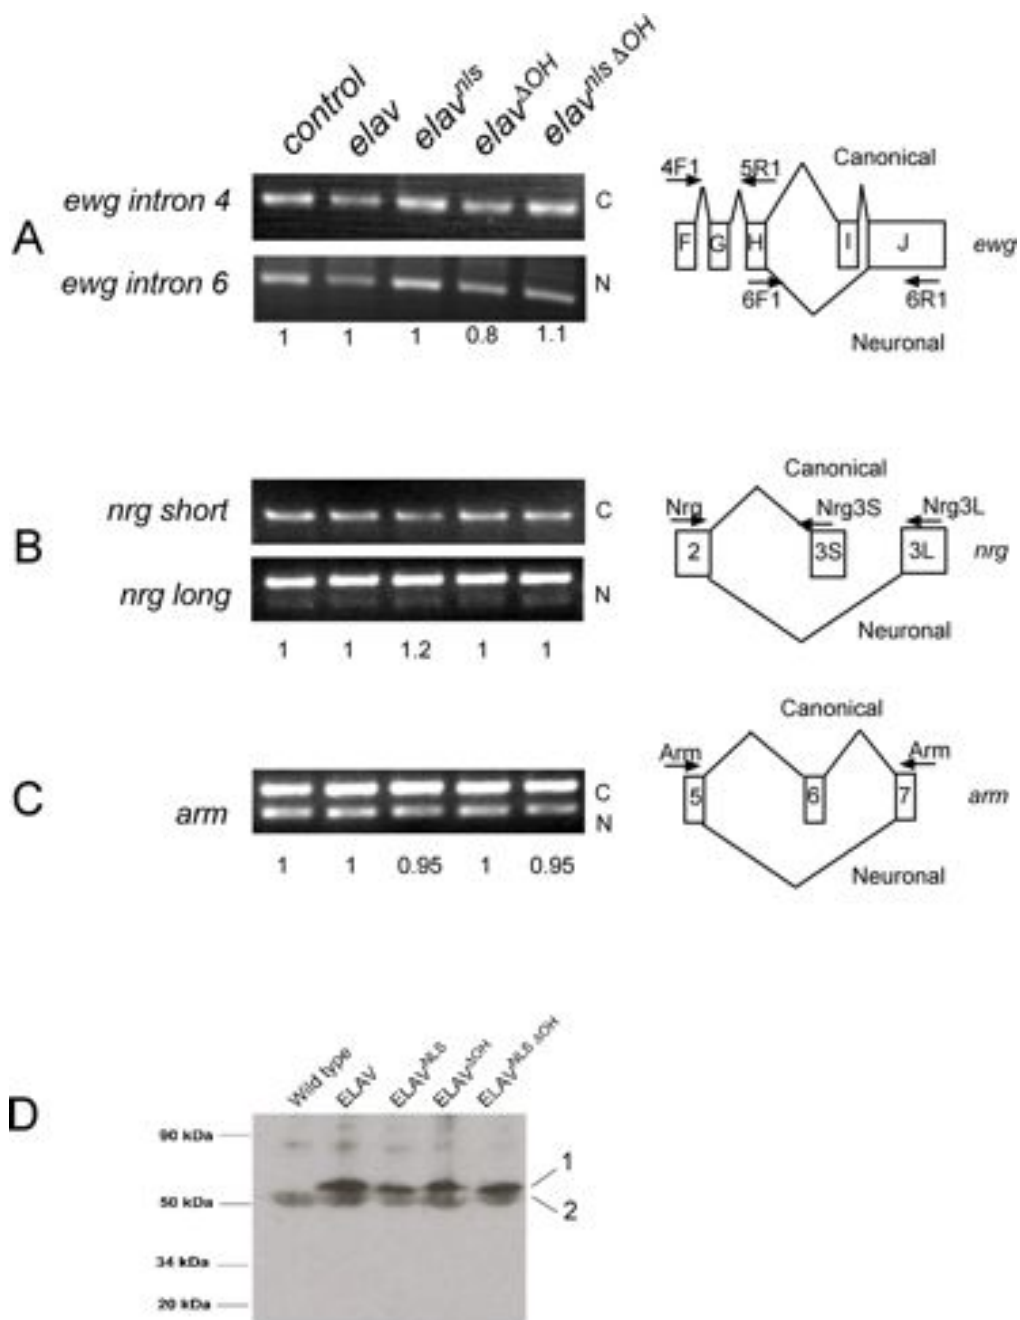 control
elav
elav^nls
elav^ΔOH
elav^nls ΔOH
A
ewg intron 4
C
ewg intron 6
N
1 1 1 0.8 1.1
4F1 5R1 Canonical
F G H I J ewg
6F1 6R1
Neuronal
B
nrg short
C
nrg long
N
1 1 1.2 1 1
Canonical
Nrg Nrg3S Nrg3L
2 3S 3L nrg
Neuronal
C
arm
C
N
1 1 0.95 1 0.95
Canonical
Arm Arm
5 6 7 arm
Neuronal
D
Wild type
ELAV
ELAV^NLS
ELAV^ΔOH
ELAV^NLS ΔOH
90 kDa
50 kDa
34 kDa
20 kDa
1
2